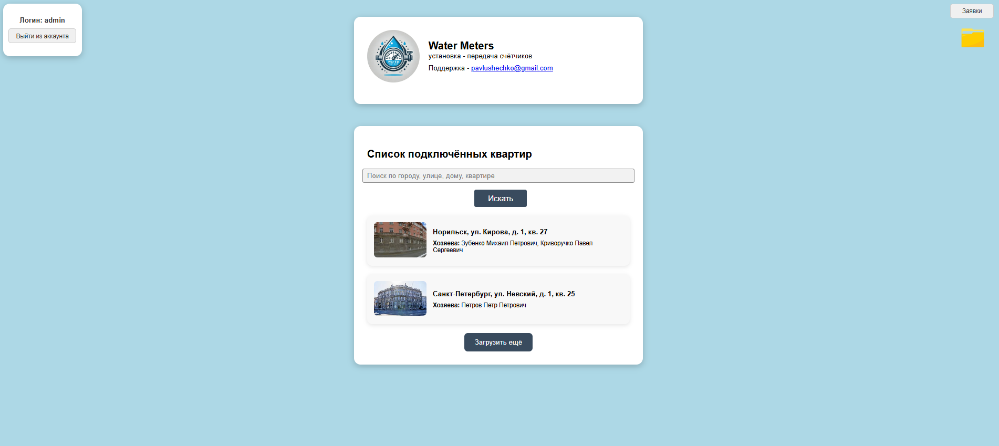 Логин: admin
Выйти из аккаунта
Заявки
WATER
METERS
Water Meters
установка - передача счётчиков
Поддержка - pavlushechko@gmail.com
Список подключённых квартир
Поиск по городу, улице, дому, квартире
Искать
Норильск, ул. Кирова, д. 1, кв. 27
Хозяева: Зубенко Михаил Петрович, Криворучко Павел
Сергеевич
Санкт-Петербург, ул. Невский, д. 1, кв. 25
Хозяева: Петров Петр Петрович
Загрузить ещё